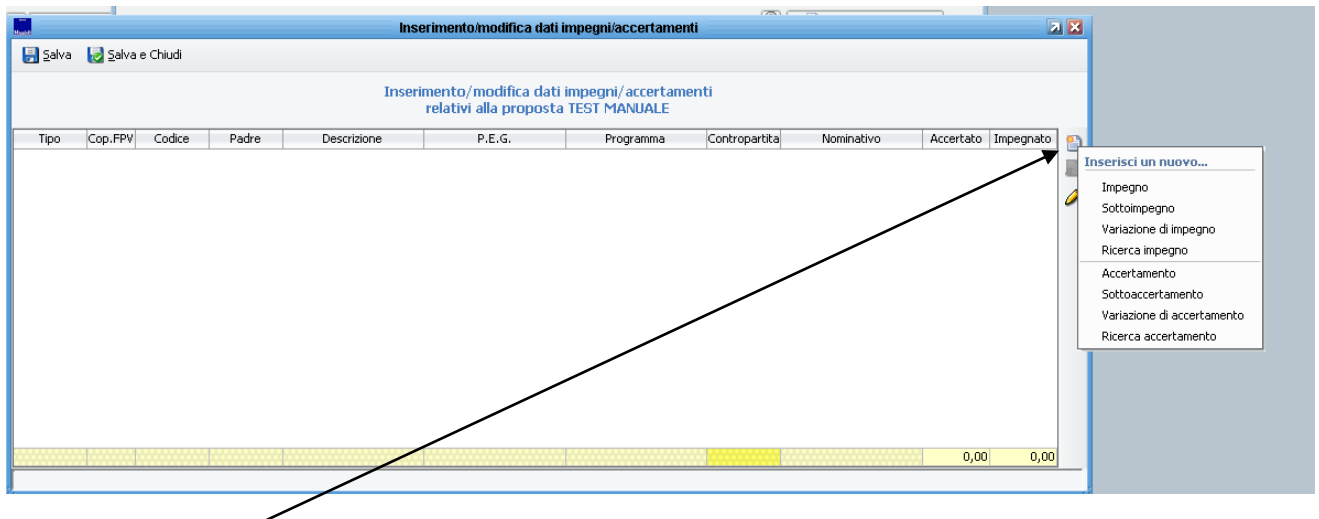 Inserimento/modifica dati impegni/accertamenti
Salva Salva e Chiudi
Inserimento/modifica dati impegni/accertamenti
relativi alla proposta TEST MANUALE
Tipo Cop.FPV Codice Padre Descrizione P.E.G. Programma Contropartita Nominativo Accertato Impegnato
Inserisci un nuovo...
Impegno
Sottoimpegno
Variazione di impegno
Ricerca impegno
Accertamento
Sottoaccertamento
Variazione di accertamento
Ricerca accertamento
0,00 0,00